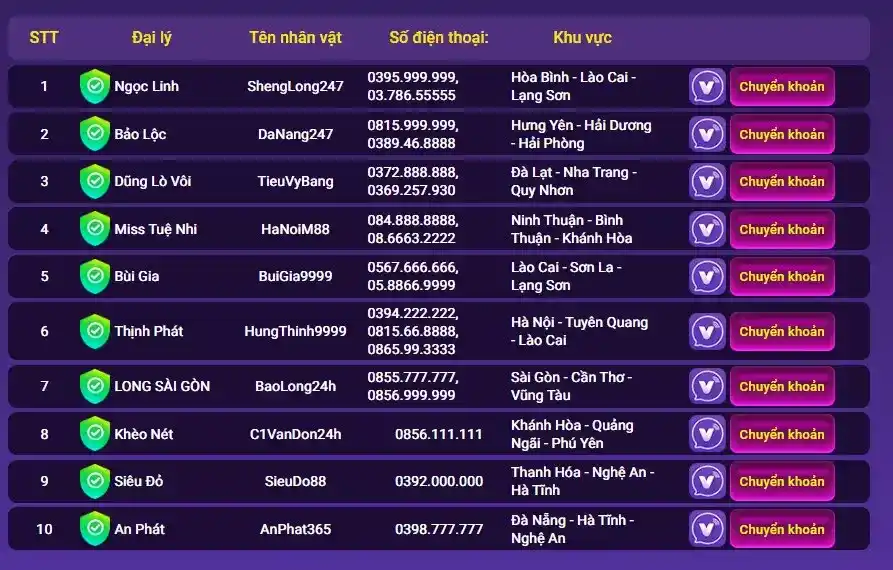 STT Đại lý Tên nhân vật Số điện thoại: Khu vực
1 Ngọc Linh ShengLong247 0395.999.999, Hòa Bình - Lào Cai - Chuyển khoản
03.786.55555 Lạng Sơn
2 Bảo Lộc DaNang247 0815.999.999, Hưng Yên - Hải Dương Chuyển khoản
0389.46.8888 - Hải Phòng
3 Dũng Lò Vôi TieuVyBang 0372.888.888, Đà Lạt - Nha Trang - Chuyển khoản
0369.257.930 Quy Nhơn
4 Miss Tuệ Nhi HaNoiM88 084.888.8888, Ninh Thuận - Bình Chuyển khoản
08.6663.2222 Thuận - Khánh Hòa
5 Bùi Gia BuiGia9999 0567.666.666, Lào Cai - Sơn La - Chuyển khoản
05.8866.9999 Lạng Sơn
6 Thịnh Phát HungThinh9999 0394.222.222, Hà Nội - Tuyên Quang Chuyển khoản
0815.66.8888, - Lào Cai
0865.99.3333
7 LONG SÀI GÒN BaoLong24h 0855.777.777, Sài Gòn - Cần Thơ - Chuyển khoản
0856.999.999 Vũng Tàu
8 Khèo Nét C1VanDon24h 0856.111.111 Khánh Hòa - Quảng Chuyển khoản
Ngãi - Phú Yên
9 Siêu Đỏ SieuDo88 0392.000.000 Thanh Hóa - Nghệ An - Chuyển khoản
Hà Tĩnh
10 An Phát AnPhat365 0398.777.777 Đà Nẵng - Hà Tĩnh - Chuyển khoản
Nghệ An